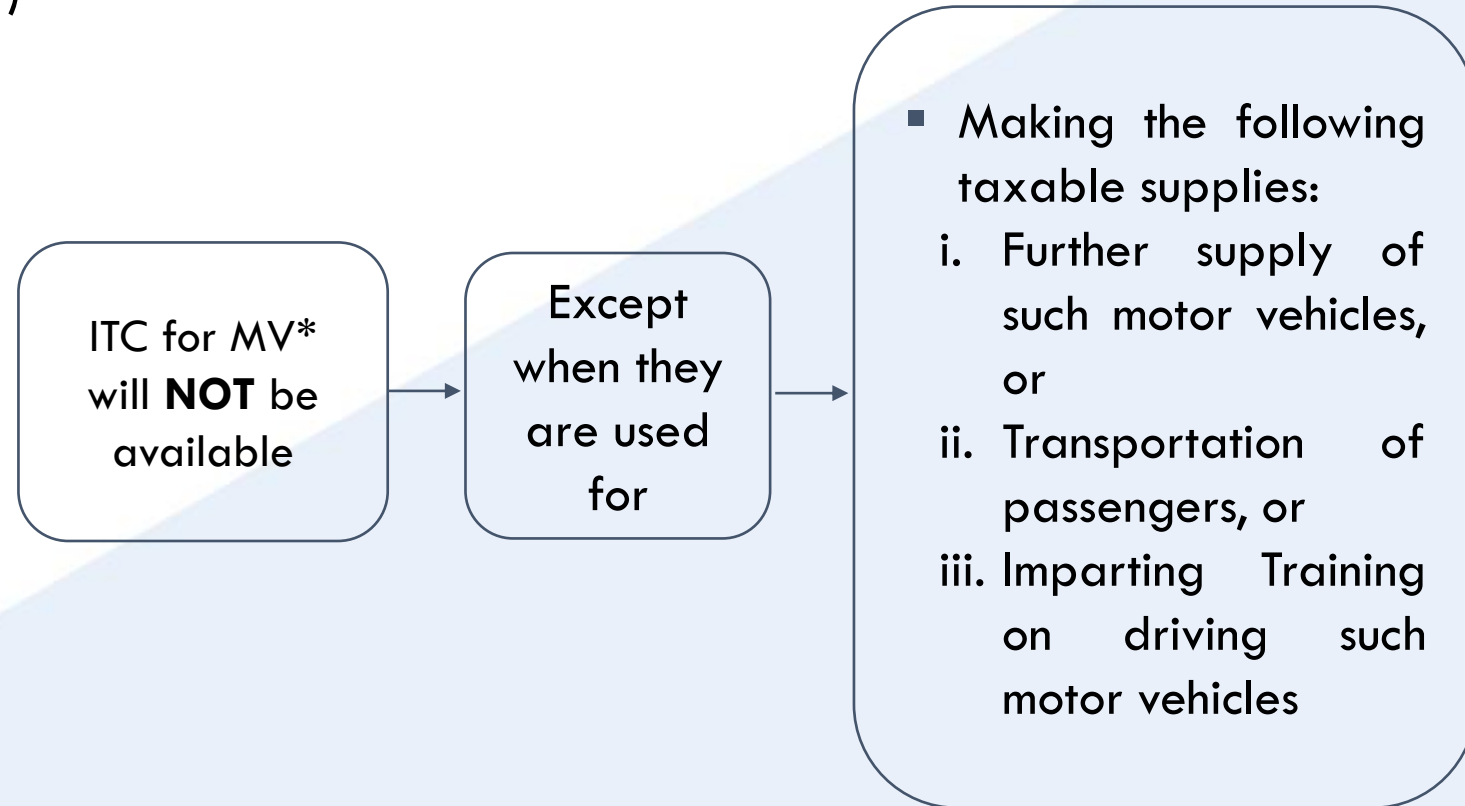 )
ITC for MV*
will NOT be
available
Except
when they
are used
for
▪ Making the following
taxable supplies:
i. Further supply of
such motor vehicles,
or
ii. Transportation of
passengers, or
iii. Imparting Training
on driving such
motor vehicles